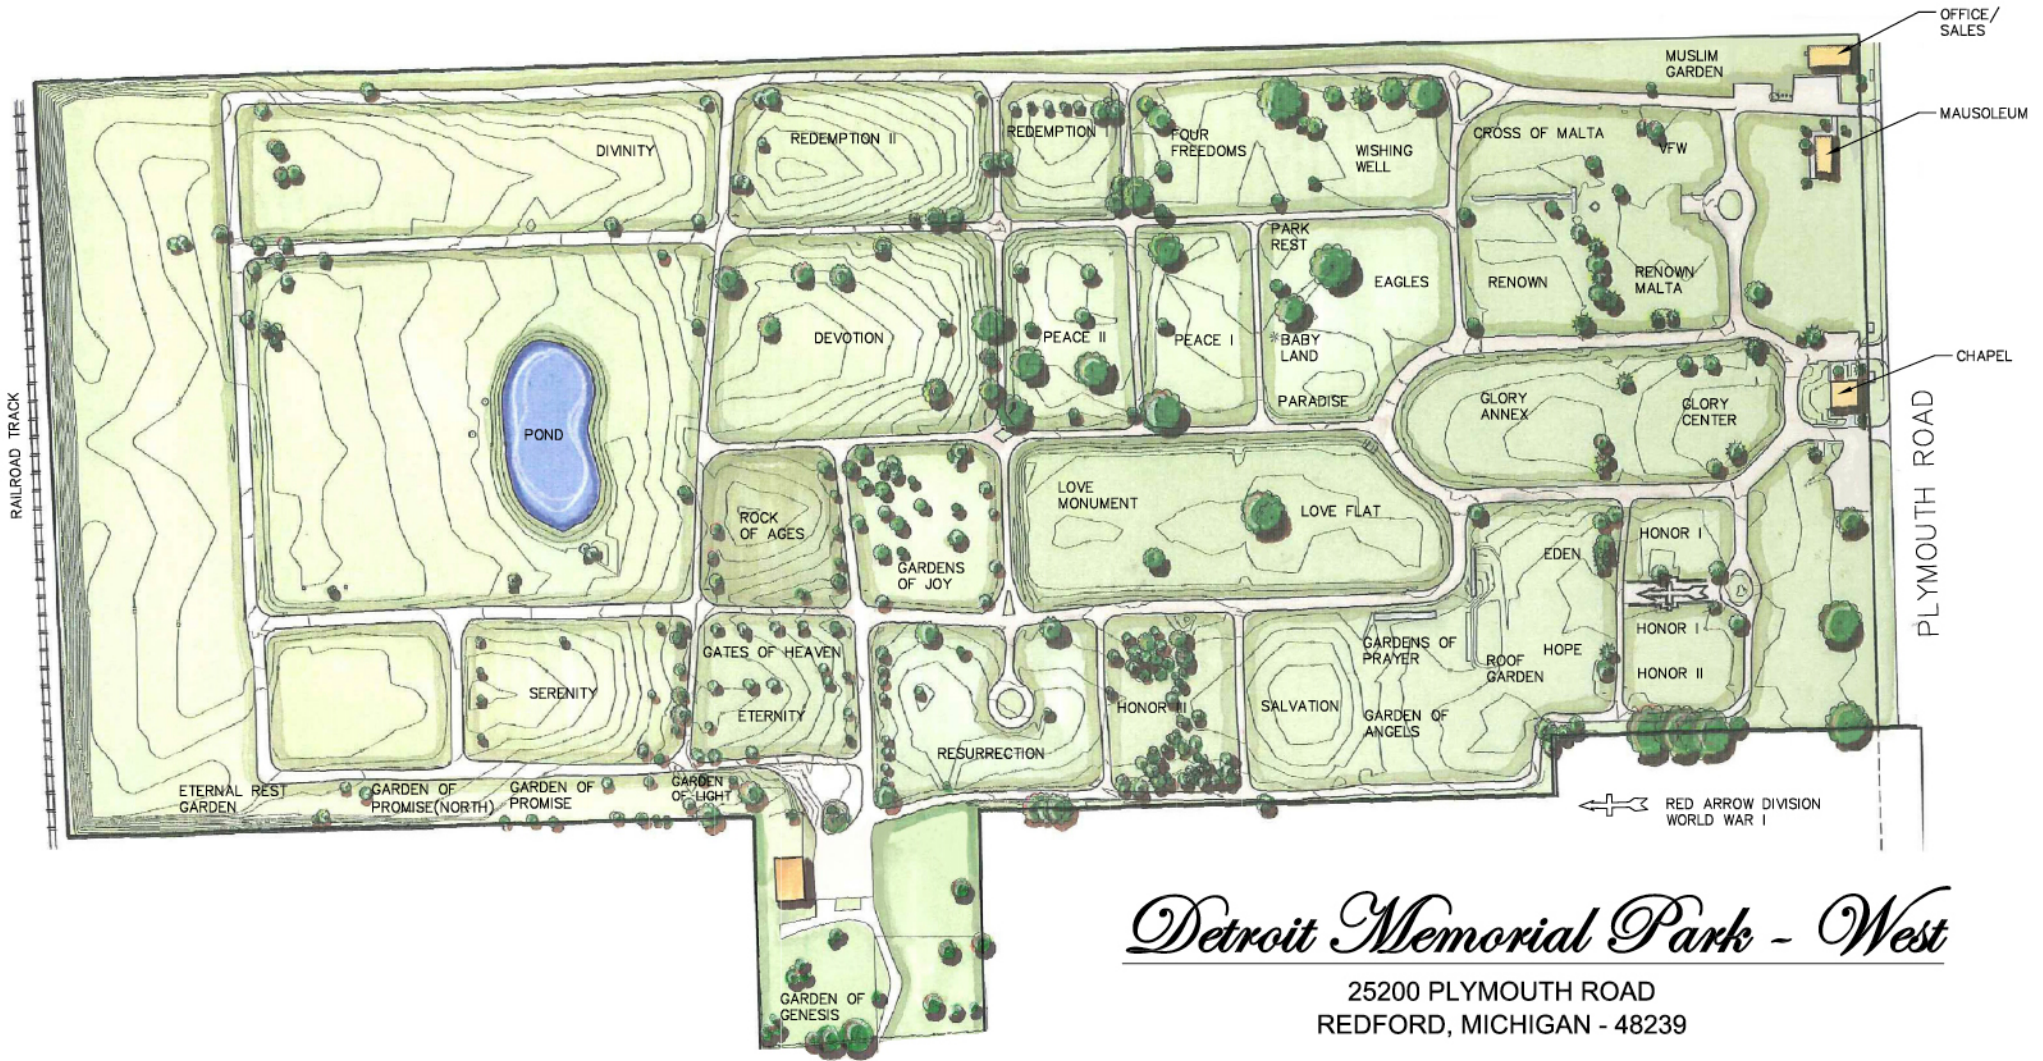 OFFICE/
SALES
MUSLIM
GARDEN
MAUSOLEUM
REDEMPTION II
REDEMPTION I
FOUR
FREEDOMS
WISHING
WELL
CROSS OF MALTA
VFW
DIVINITY
PARK
REST
EAGLES
RENOWN
RENOWN
MALTA
DEVOTION
PEACE II
PEACE I
BABY
LAND
PARADISE
CHAPEL
GLORY
ANNEX
GLORY
CENTER
RAILROAD TRACK
POND
PLYMOUTH ROAD
ROCK
OF AGES
LOVE
MONUMENT
LOVE FLAT
GARDENS
OF JOY
EDEN
HONOR I
HONOR I
HONOR II
GATES OF HEAVEN
GARDENS OF
PRAYER
HOPE
ROOF
GARDEN
SERENITY
ETERNITY
HONOR III
SALVATION
GARDEN OF
ANGELS
RESURRECTION
ETERNAL REST
GARDEN
GARDEN OF
PROMISE(NORTH)
GARDEN OF
PROMISE
GARDEN
OF LIGHT
RED ARROW DIVISION
WORLD WAR I
GARDEN OF
GENESIS
Detroit Memorial Park - West
25200 PLYMOUTH ROAD
REDFORD, MICHIGAN - 48239